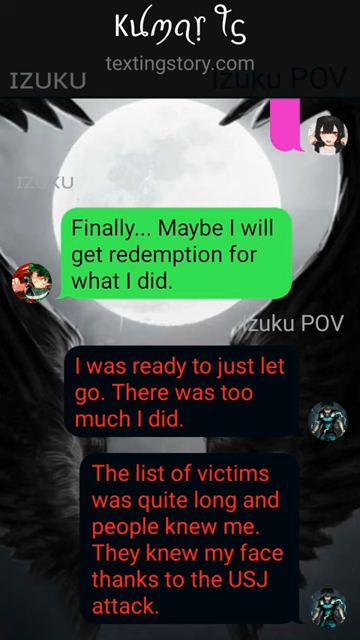 Kumar TS
textingstory.com
IZUKU
Izuku POV
IZUKU
Finally... Maybe I will
get redemption for
what I did.
Izuku POV
I was ready to just let
go. There was too
much I did.
The list of victims
was quite long and
people knew me.
They knew my face
thanks to the USJ
attack.